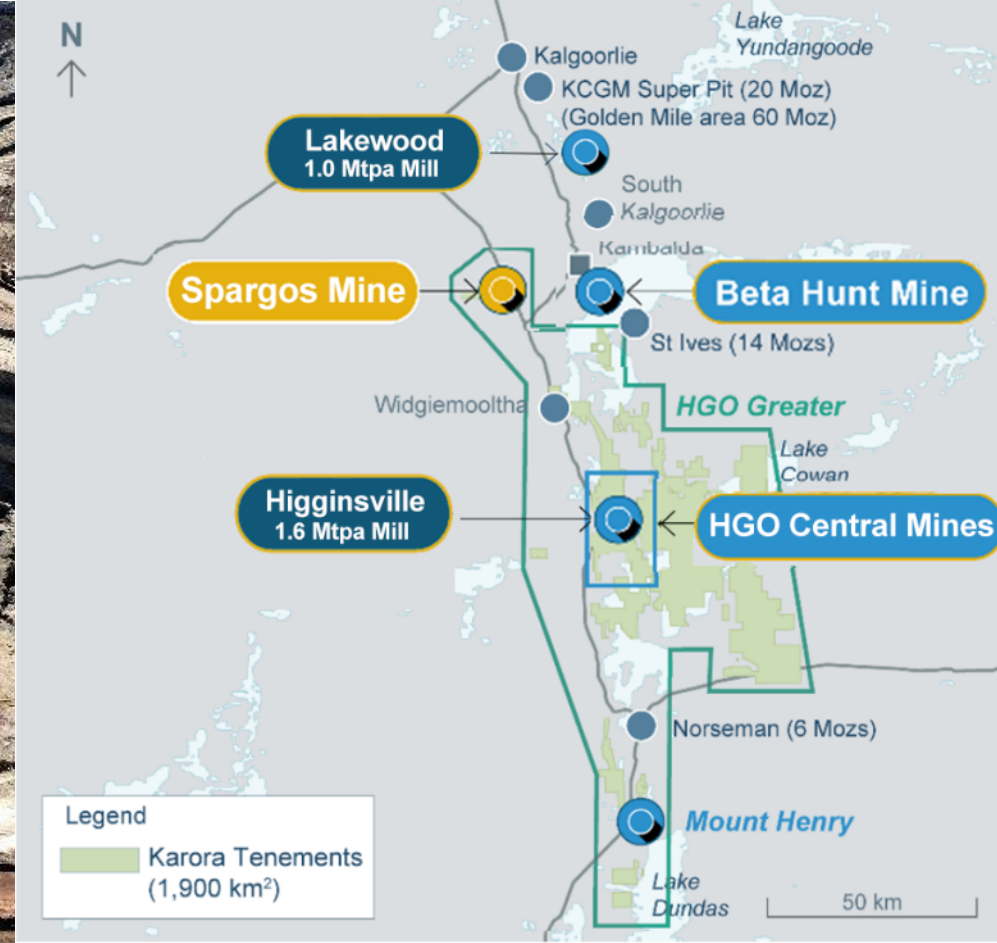 N
Lake
Yundangoode
Kalgoorlie
KCGM Super Pit (20 Moz)
(Golden Mile area 60 Moz)
Lakewood
1.0 Mtpa Mill
South
Kalgoorlie
Kambalda
Spargos Mine
Beta Hunt Mine
St Ives (14 Mozs)
Widgiemooltha
HGO Greater
Lake
Cowan
Higginsville
1.6 Mtpa Mill
HGO Central Mines
Norseman (6 Mozs)
Mount Henry
Legend
Karora Tenements
(1,900 km²)
Lake
Dundas
50 km